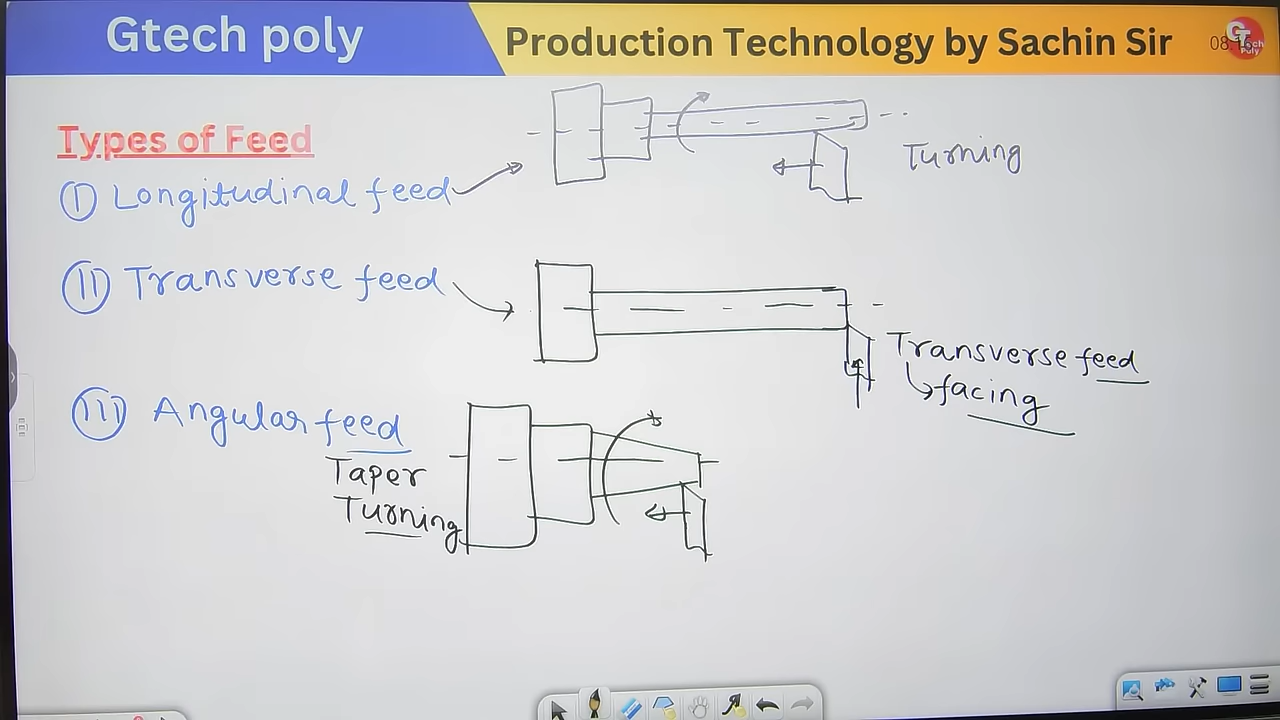 Gtech poly
Production Technology by Sachin Sir
Types of Feed
I Longitudinal feed
Turning
II Transverse feed
Transverse feed
facing
III Angular feed
Taper
Turning